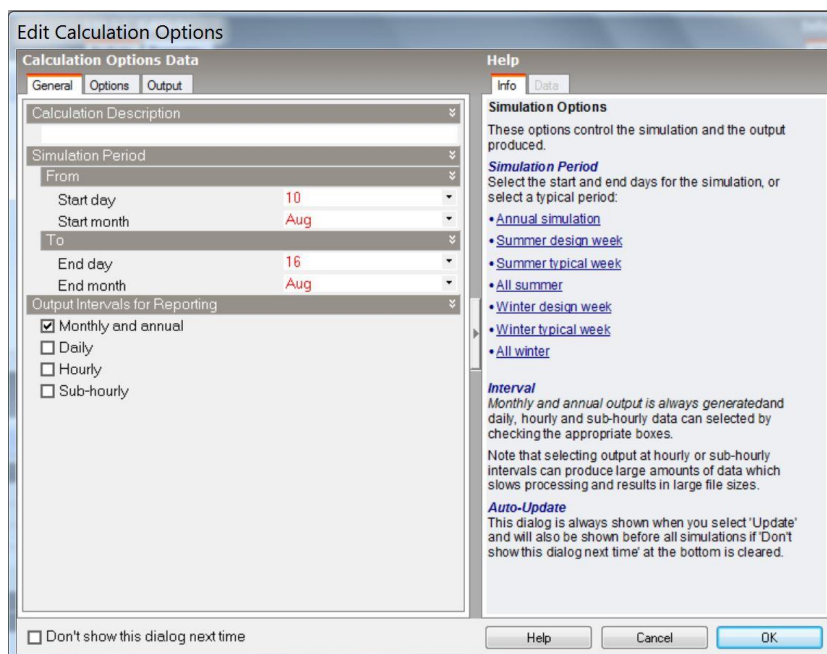 Edit Calculation Options
Calculation Options Data
General Options Output
Calculation Description
Simulation Period
From
Start day 10
Start month Aug
To
End day 16
End month Aug
Output Intervals for Reporting
Monthly and annual
Daily
Hourly
Sub-hourly
Don't show this dialog next time
Help
Info Data
Simulation Options
These options control the simulation and the output
produced.
Simulation Period
Select the start and end days for the simulation, or
select a typical period:
• Annual simulation
• Summer design week
• Summer typical week
• All summer
• Winter design week
• Winter typical week
• All winter
Interval
Monthly and annual output is always generatedand
daily, hourly and sub-hourly data can selected by
checking the appropriate boxes.
Note that selecting output at hourly or sub-hourly
intervals can produce large amounts of data which
slows processing and results in large file sizes.
Auto-Update
This dialog is always shown when you select 'Update'
and will also be shown before all simulations if 'Don't
show this dialog next time' at the bottom is cleared.
Help Cancel OK